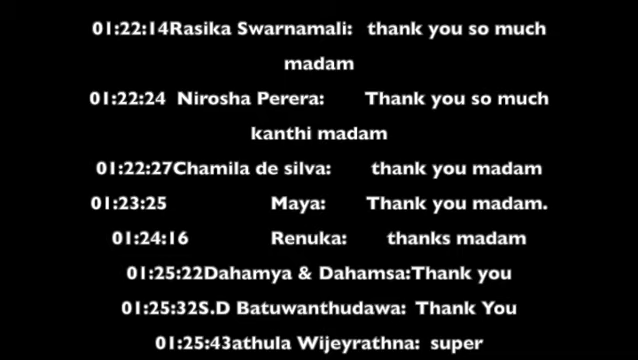 01:22:14Rasika Swarnamali: thank you so much
madam
01:22:24 Nirosha Perera: Thank you so much
kanthi madam
01:22:27Chamila de silva: thank you madam
01:23:25 Maya: Thank you madam.
01:24:16 Renuka: thanks madam
01:25:22Dahamya & Dahamsa:Thank you
01:25:32S.D Batuwanthudawa: Thank You
01:25:43athula Wijeyrathna: super